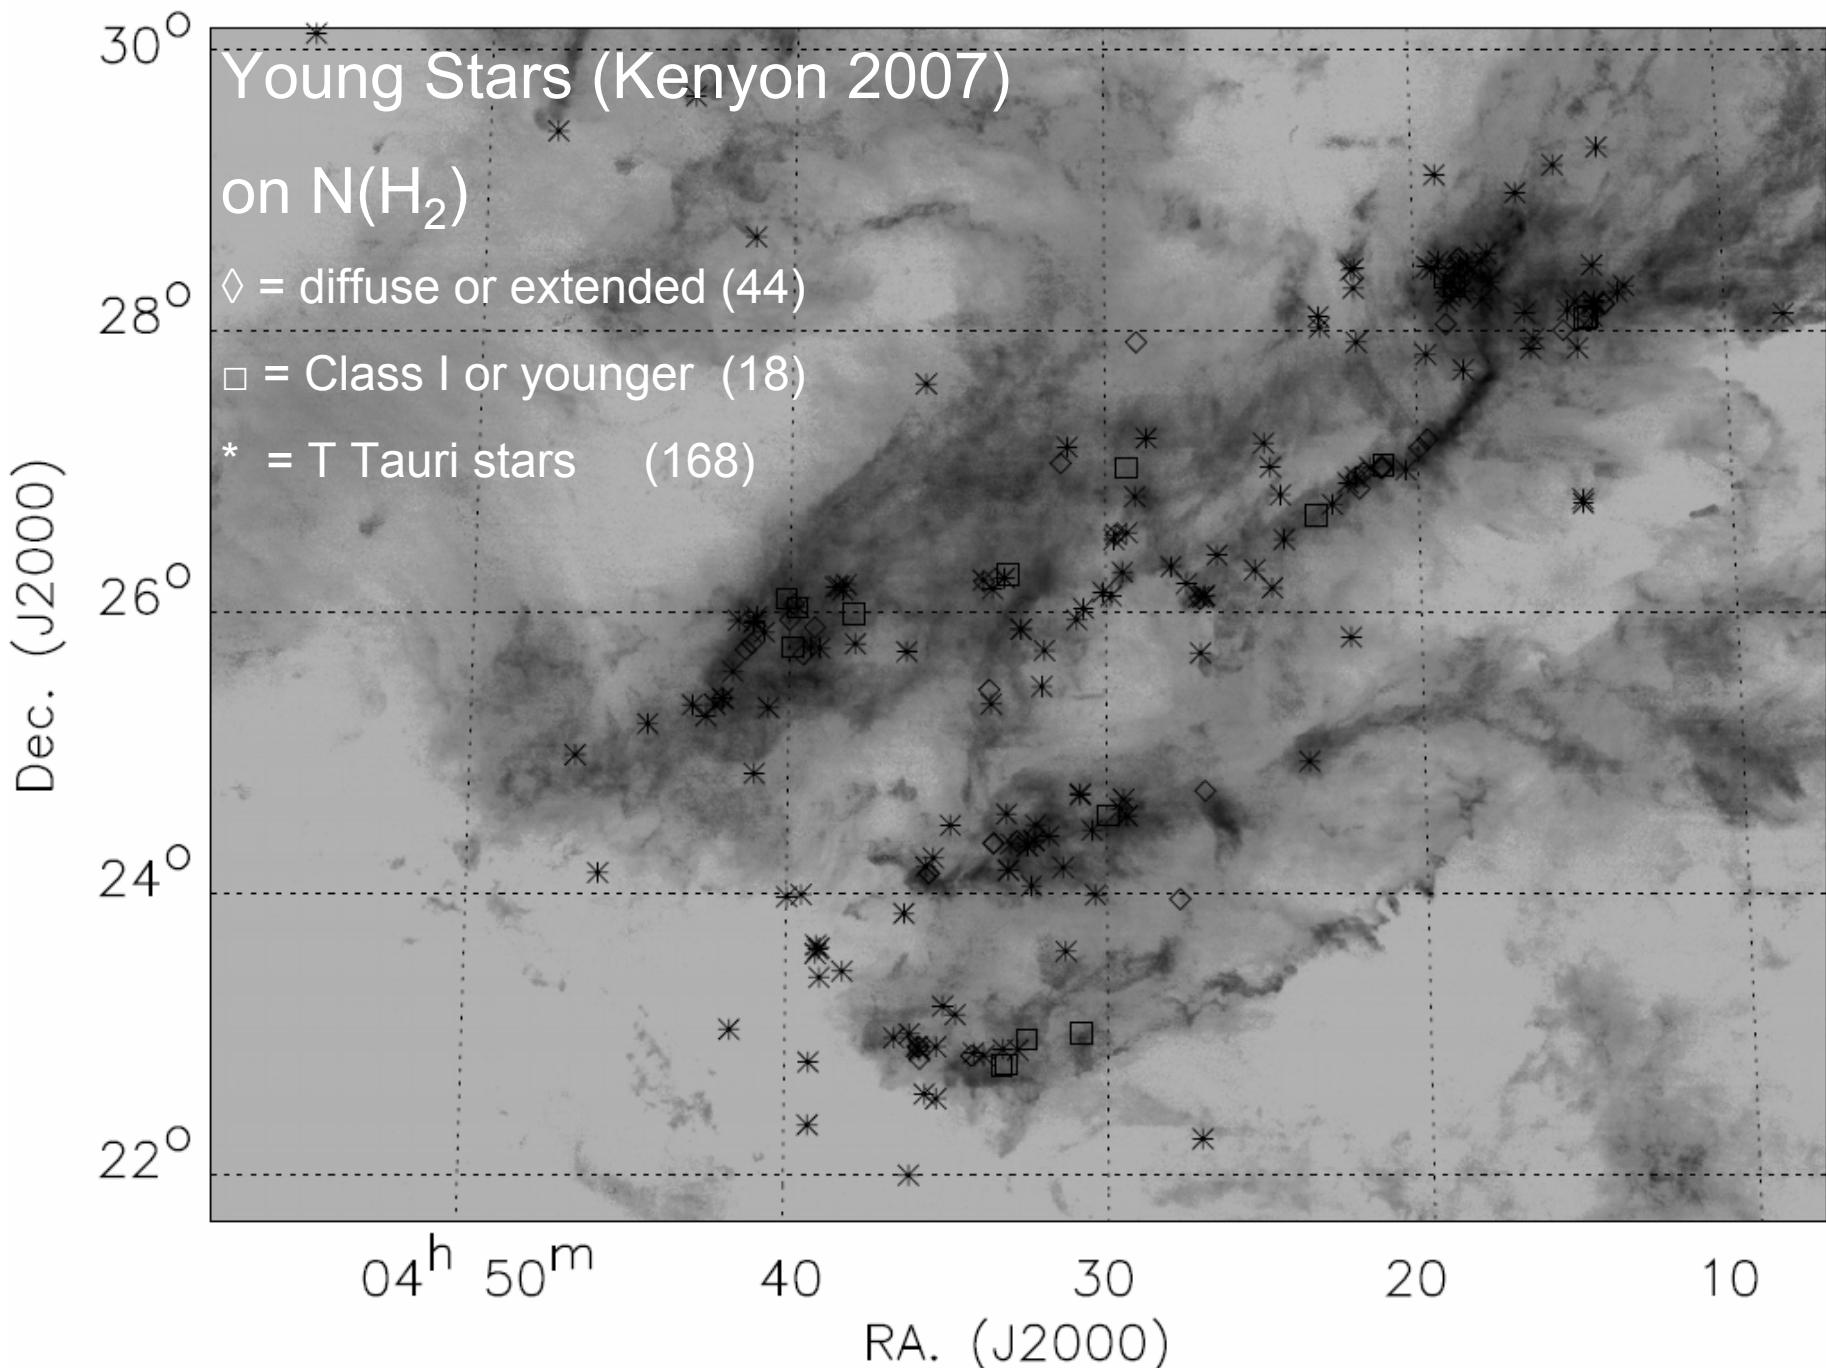 Young Stars (Kenyon 2007)
on N(H₂)
◊ = diffuse or extended (44)
□ = Class I or younger (18)
* = T Tauri stars (168)
30°
28°
26°
24°
22°
Dec. (J2000)
04ʰ 50ᵐ 40 30 20 10
RA. (J2000)